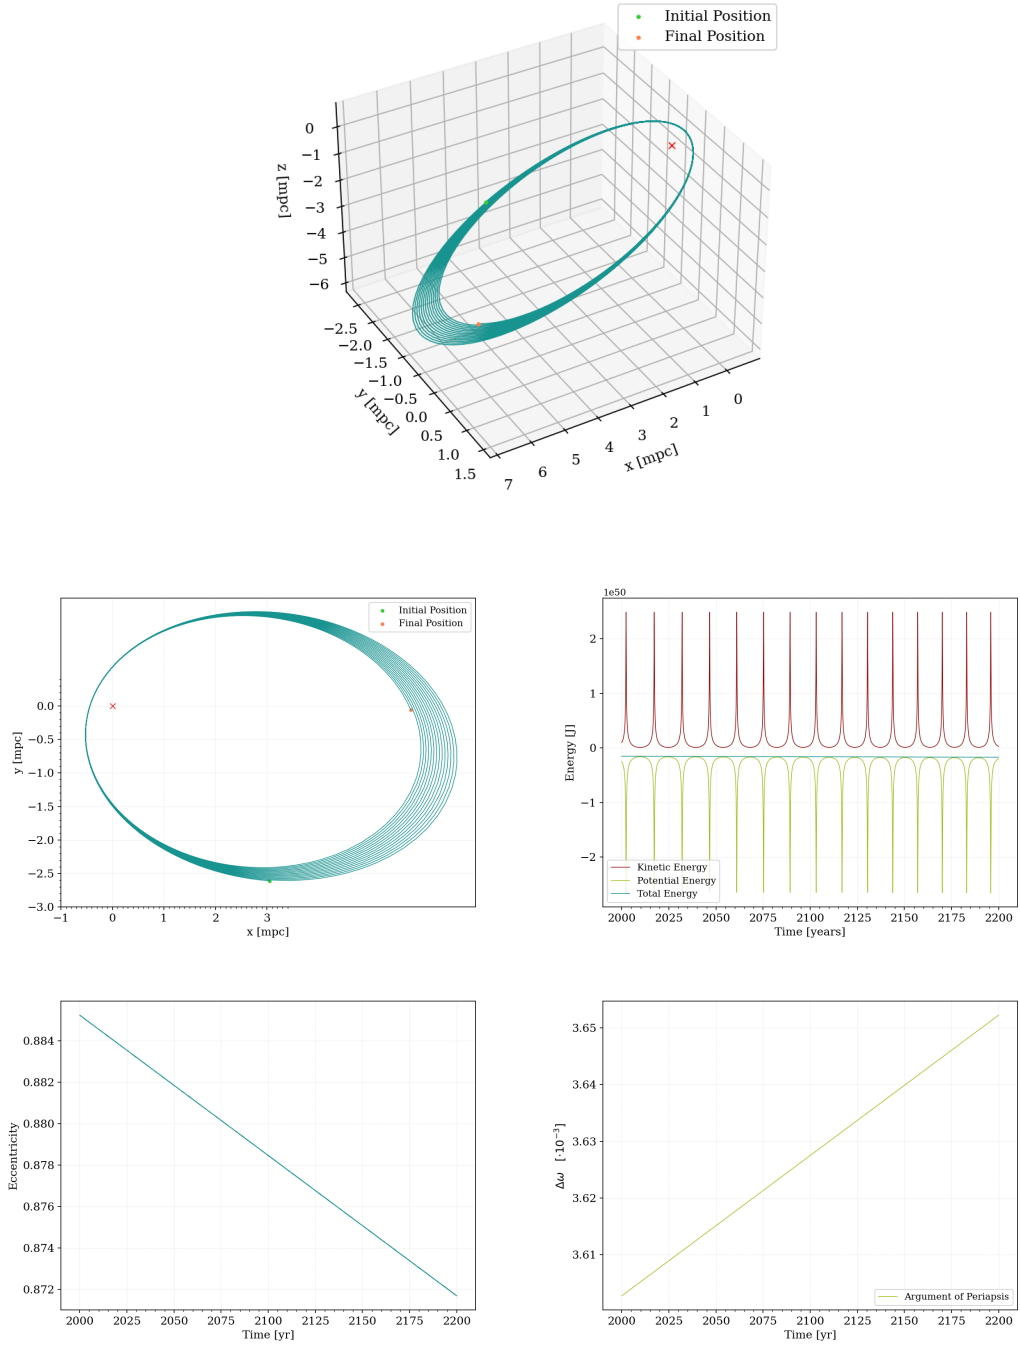 Initial Position
Final Position
0
−1
−2
−3
−4
−5
−6
z [mpc]
−2.5
−2.0
−1.5
−1.0
−0.5
0.0
0.5
1.0
1.5
y [mpc]
7
6
5
4
3
2
1
0
x [mpc]
Initial Position
Final Position
0.0
−0.5
−1.0
−1.5
−2.0
−2.5
−3.0
y [mpc]
−1 0 1 2 3
x [mpc]
1e50
2
1
0
−1
−2
Energy [J]
Kinetic Energy
Potential Energy
Total Energy
2000 2025 2050 2075 2100 2125 2150 2175 2200
Time [years]
0.884
0.882
0.880
0.878
0.876
0.874
0.872
Eccentricity
2000 2025 2050 2075 2100 2125 2150 2175 2200
Time [yr]
3.65
3.64
3.63
3.62
3.61
Δω [·10⁻³]
Argument of Periapsis
2000 2025 2050 2075 2100 2125 2150 2175 2200
Time [yr]